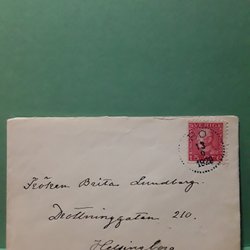 Fröken Brita Lundberg.
Drottninggatan 210.
Helsingborg